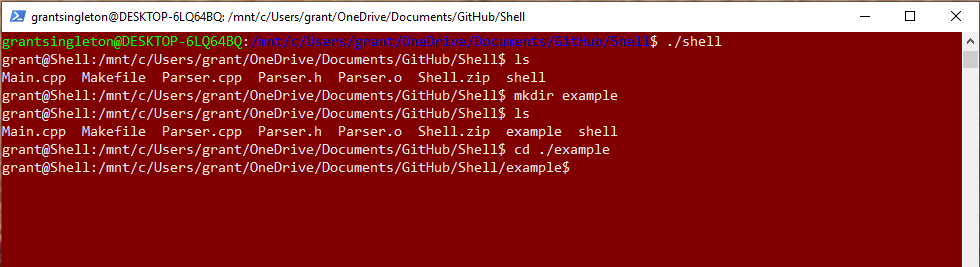 grantsingleton@DESKTOP-6LQ64BQ: /mnt/c/Users/grant/OneDrive/Documents/GitHub/Shell
grantsingleton@DESKTOP-6LQ64BQ:/mnt/c/Users/grant/OneDrive/Documents/GitHub/Shell$ ./shell
grant@Shell:/mnt/c/Users/grant/OneDrive/Documents/GitHub/Shell$ ls
Main.cpp  Makefile  Parser.cpp  Parser.h  Parser.o  Shell.zip  shell
grant@Shell:/mnt/c/Users/grant/OneDrive/Documents/GitHub/Shell$ mkdir example
grant@Shell:/mnt/c/Users/grant/OneDrive/Documents/GitHub/Shell$ ls
Main.cpp  Makefile  Parser.cpp  Parser.h  Parser.o  Shell.zip  example  shell
grant@Shell:/mnt/c/Users/grant/OneDrive/Documents/GitHub/Shell$ cd ./example
grant@Shell:/mnt/c/Users/grant/OneDrive/Documents/GitHub/Shell/example$